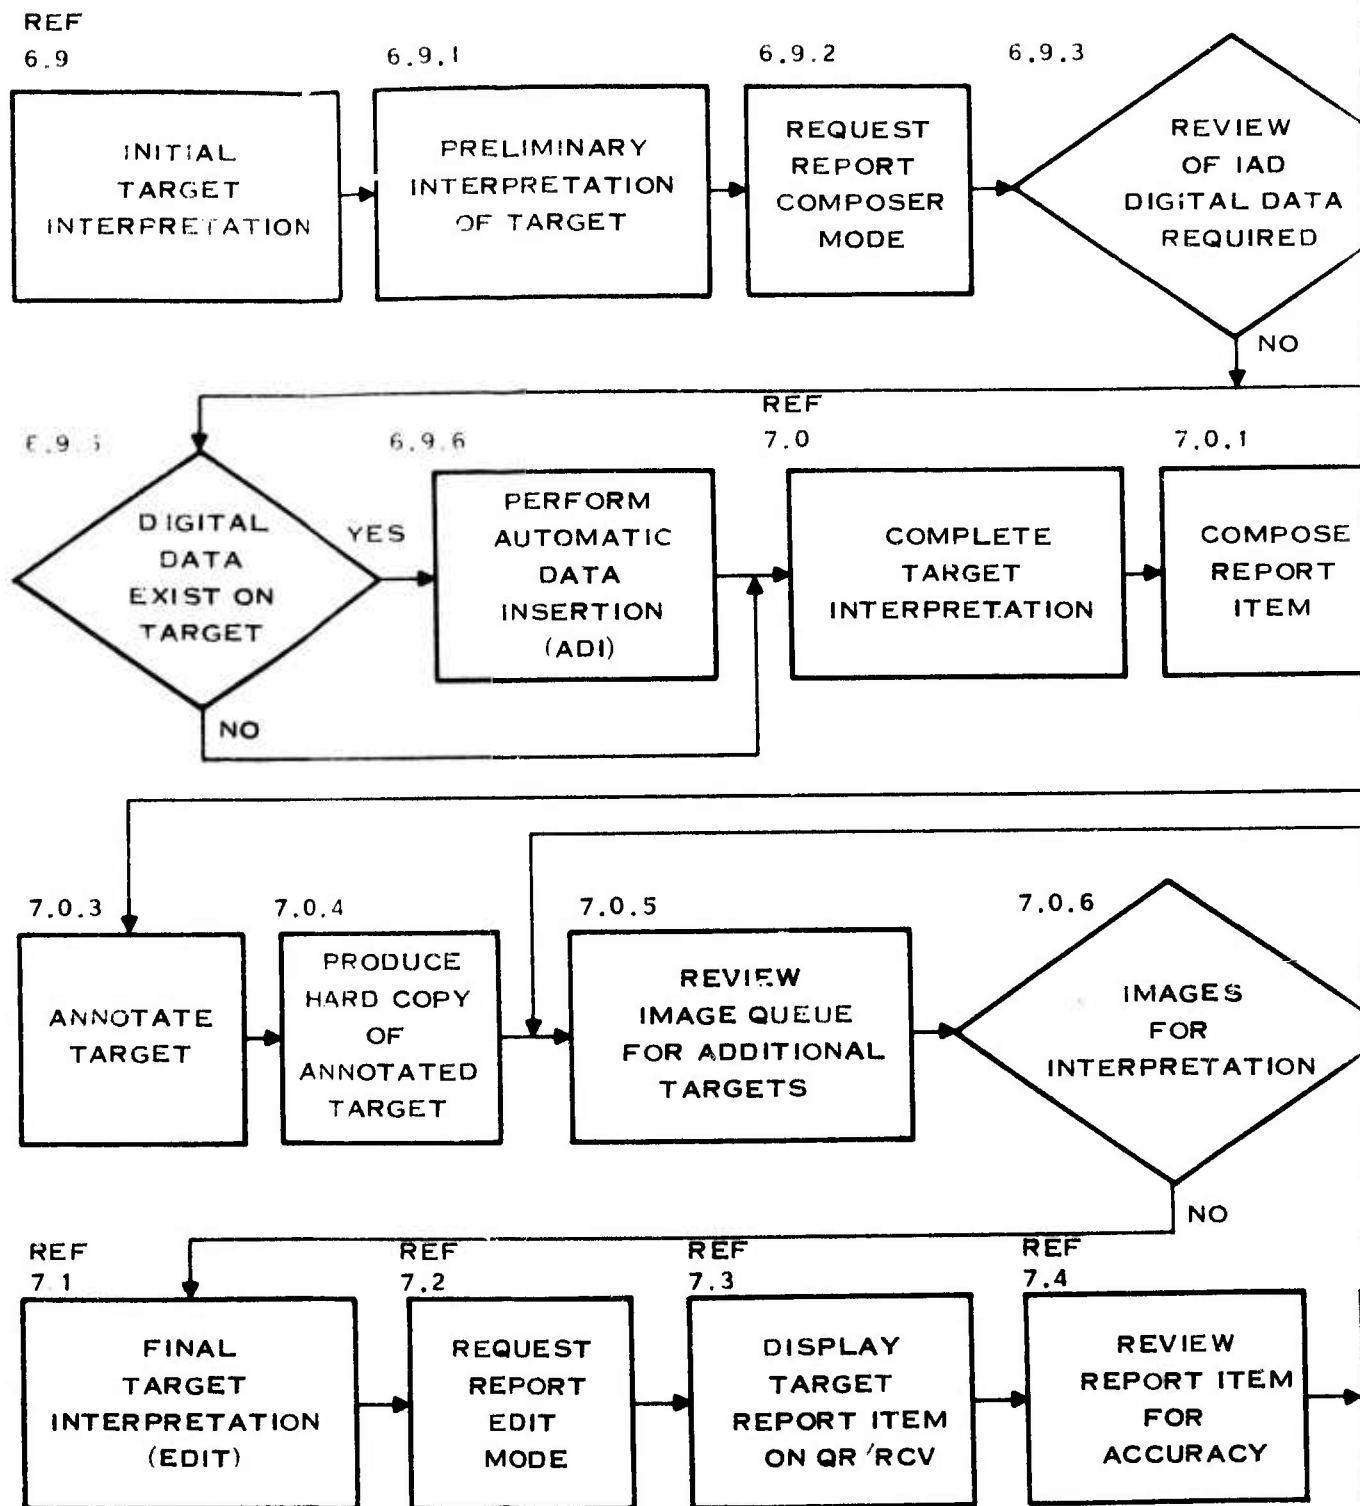 REF
6.9
INITIAL
TARGET
INTERPRETATION
6.9.1
PRELIMINARY
INTERPRETATION
OF TARGET
6.9.2
REQUEST
REPORT
COMPOSER
MODE
6.9.3
REVIEW
OF IAD
DIGITAL DATA
REQUIRED
NO
DIGITAL
DATA
EXIST ON
TARGET
YES
NO
6.9.6
PERFORM
AUTOMATIC
DATA
INSERTION
(ADI)
REF
7.0
COMPLETE
TARGET
INTERPRETATION
7.0.1
COMPOSE
REPORT
ITEM
7.0.3
ANNOTATE
TARGET
7.0.4
PRODUCE
HARD COPY
OF
ANNOTATED
TARGET
7.0.5
REVIEW
IMAGE QUEUE
FOR ADDITIONAL
TARGETS
7.0.6
IMAGES
FOR
INTERPRETATION
NO
REF
7.1
FINAL
TARGET
INTERPRETATION
(EDIT)
REF
7.2
REQUEST
REPORT
EDIT
MODE
REF
7.3
DISPLAY
TARGET
REPORT ITEM
ON QR/RCV
REF
7.4
REVIEW
REPORT ITEM
FOR
ACCURACY